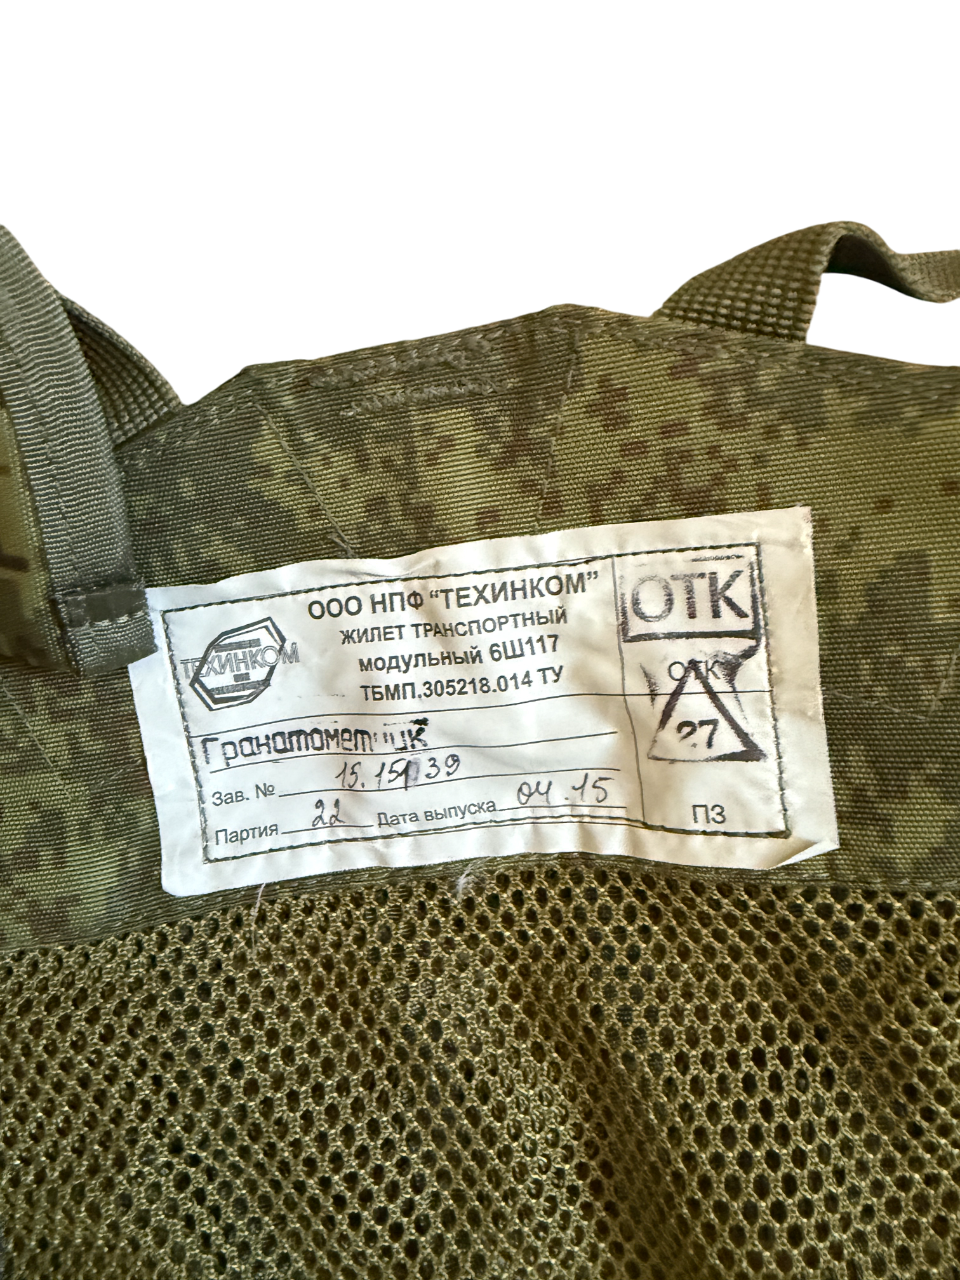 ООО НПФ “ТЕХИНКОМ”
ЖИЛЕТ ТРАНСПОРТНЫЙ
МОДУЛЬНЫЙ 6Ш117
ТБМП.305218.014 ТУ
ТЕХИНКОМ
Гранатометчик
Зав. №
Партия 22 Дата выпуска 04.15
ОТК
ОТК
27
ПЗ